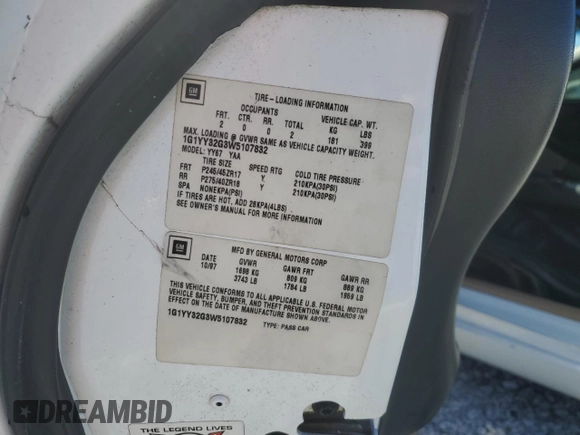 GM
TIRE-LOADING INFORMATION
OCCUPANTS VEHICLE CAP. WT.
FRT. CTR. RR. TOTAL KG LBS
2 0 0 2 181 399
MAX. LOADING @ GVWR SAME AS VEHICLE CAPACITY WEIGHT.
1G1YY32G3W5107832
MODEL: YY67 YAA
TIRE SIZE SPEED RTG COLD TIRE PRESSURE
FRT P245/45ZR17 Y 210KPA(30PSI)
RR P275/40ZR18 Y 210KPA(30PSI)
SPA NONEKPA(PSI)
IF TIRES ARE HOT, ADD 28KPA(4LBS)
SEE OWNER'S MANUAL FOR MORE INFORMATION
GM
MFD BY GENERAL MOTORS CORP
DATE GVWR GAWR FRT GAWR RR
10/97 1698 KG 809 KG 889 KG
3743 LB 1784 LB 1959 LB
THIS VEHICLE CONFORMS TO ALL APPLICABLE U.S. FEDERAL MOTOR
VEHICLE SAFETY, BUMPER, AND THEFT PREVENTION STANDARDS IN
EFFECT ON THE DATE OF MANUFACTURE SHOWN ABOVE.
1G1YY32G3W5107832 TYPE: PASS CAR
THE LEGEND LIVES
DREAMBID